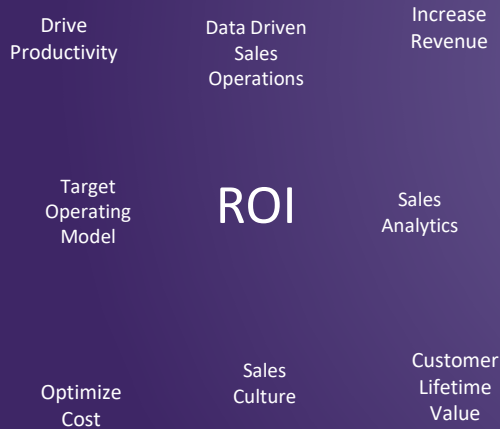 Drive
Productivity
Data Driven
Sales
Operations
Increase
Revenue
Target
Operating
Model
ROI
Sales
Analytics
Optimize
Cost
Sales
Culture
Customer
Lifetime
Value